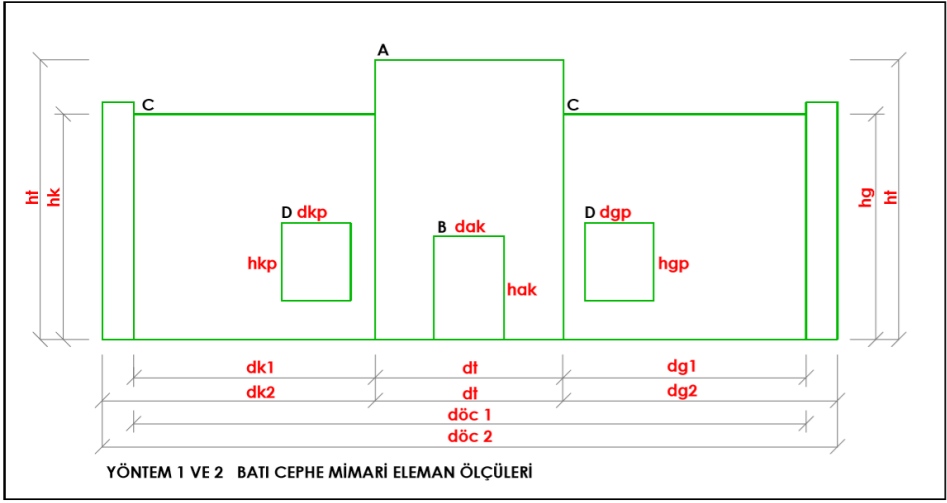 A
C
C
ht
hk
hg
ht
D dkp
D dgp
B dak
hkp
hgp
hak
dk1
dt
dg1
dk2
dt
dg2
döc 1
döc 2
YÖNTEM 1 VE 2 BATI CEPHE MİMARİ ELEMAN ÖLÇÜLERİ